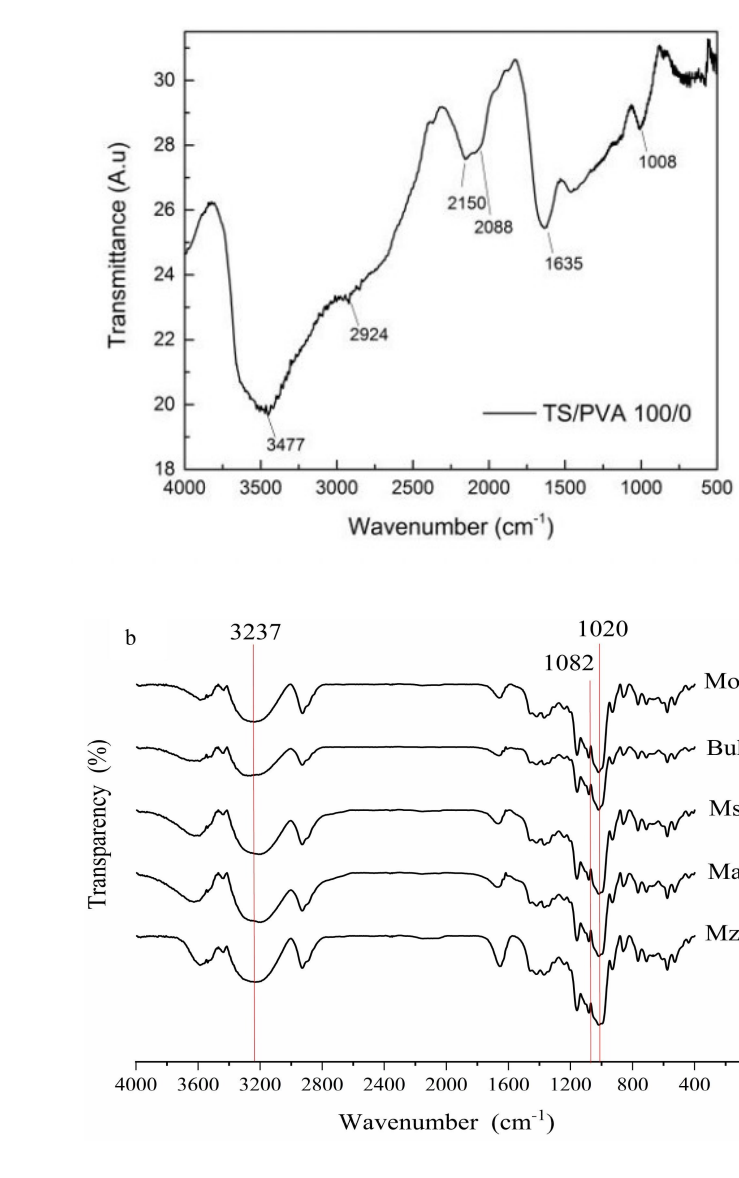 30
28
26
24
22
20
18
Transmittance (A.u)
2150
2088
1008
1635
2924
3477
TS/PVA 100/0
4000 3500 3000 2500 2000 1500 1000 500
Wavenumber (cm⁻¹)
b
3237
1020
1082
Mo
Bul
Ms
Ma
Mz
Transparency (%)
4000 3600 3200 2800 2400 2000 1600 1200 800 400
Wavenumber (cm⁻¹)